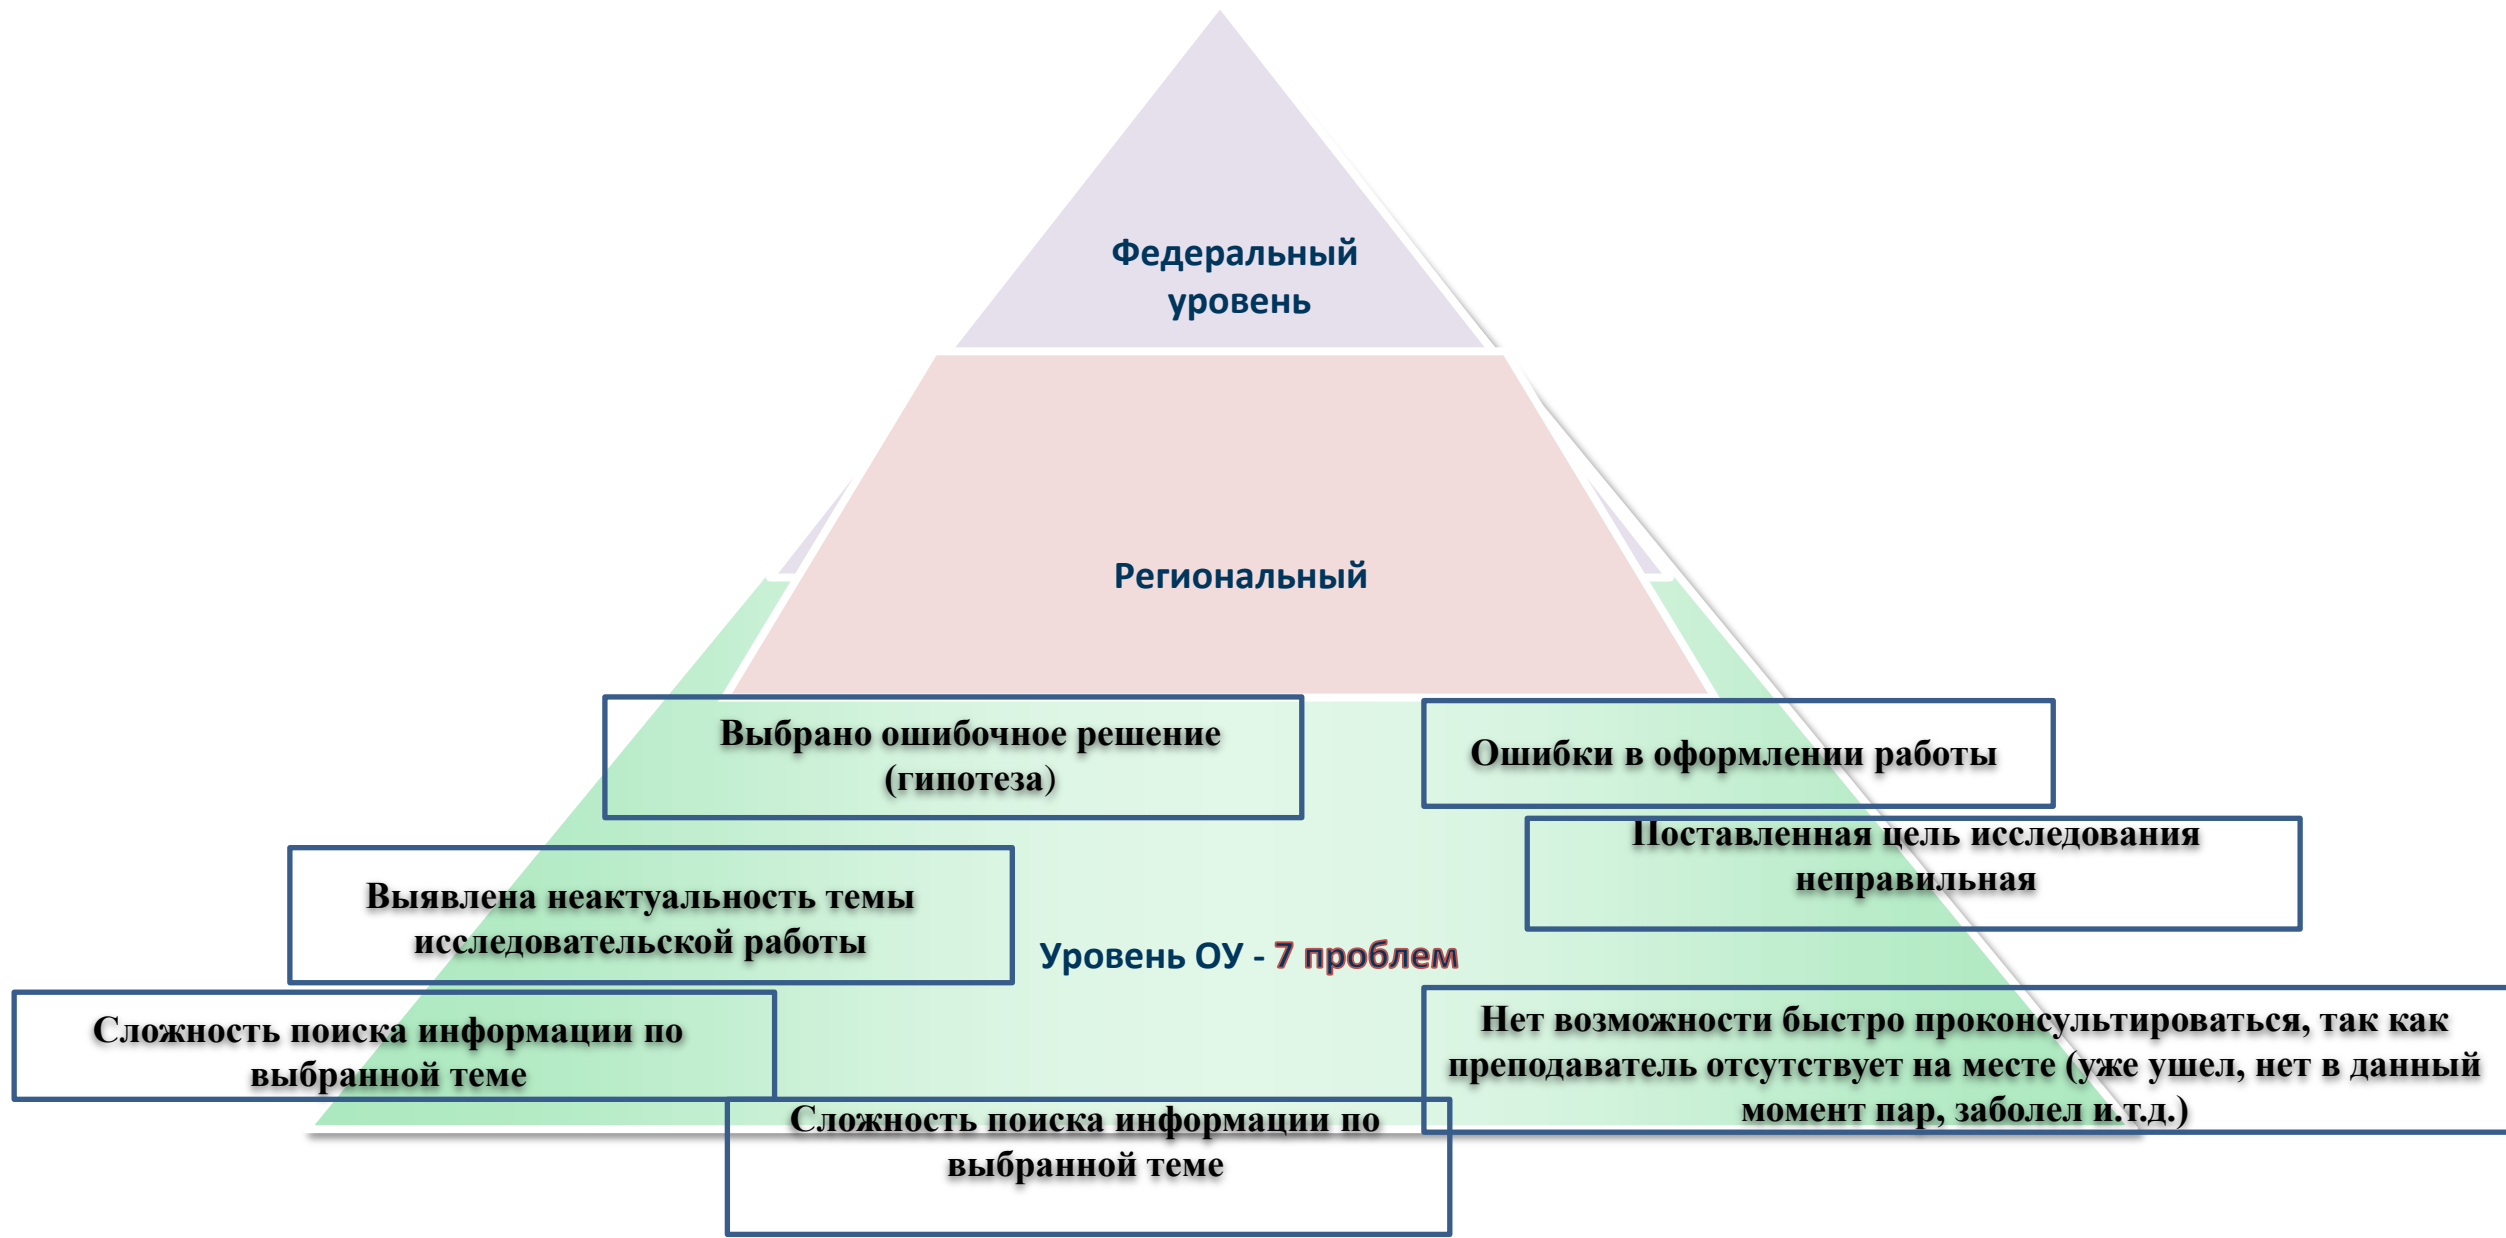 Федеральный
уровень
Региональный
Выбрано ошибочное решение
(гипотеза)
Ошибки в оформлении работы
Поставленная цель исследования
неправильная
Выявлена неактуальность темы
исследовательской работы
Уровень ОУ - 7 проблем
Сложность поиска информации по
выбранной теме
Нет возможности быстро проконсультироваться, так как
преподаватель отсутствует на месте (уже ушел, нет в данный
момент пар, заболел и.т.д.)
Сложность поиска информации по
выбранной теме